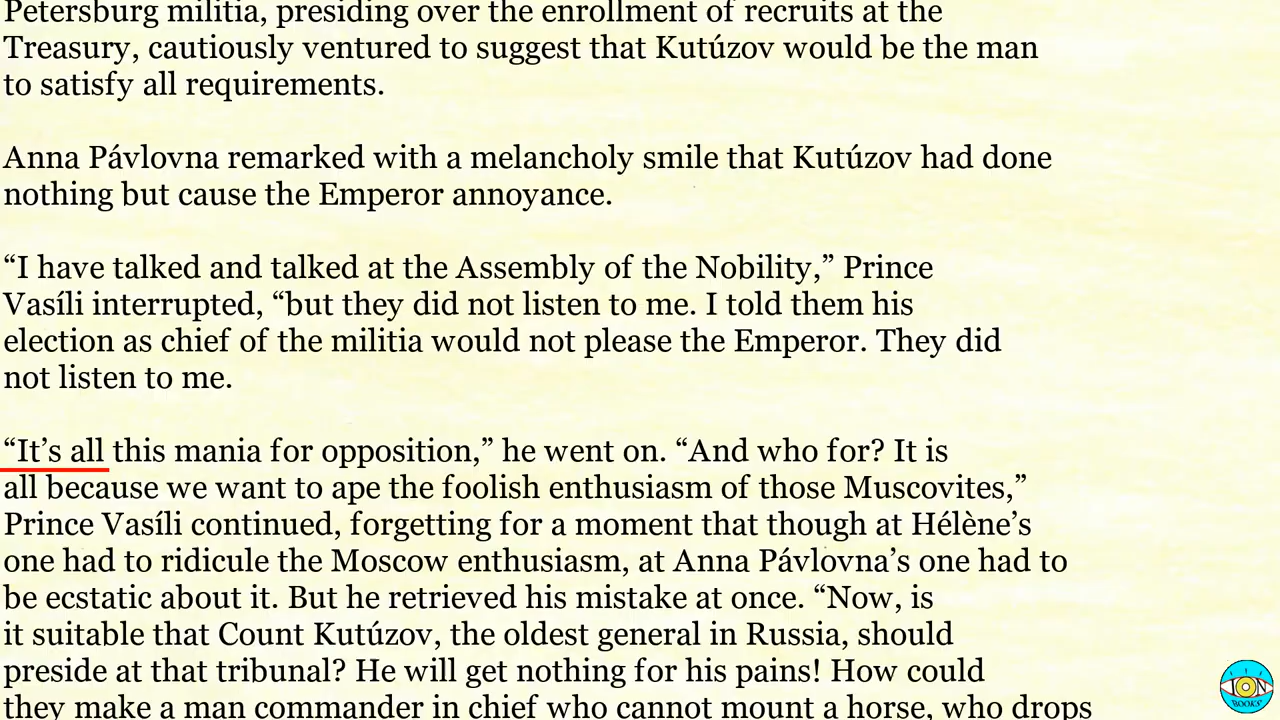 Petersburg militia, presiding over the enrollment of recruits at the
Treasury, cautiously ventured to suggest that Kutúzov would be the man
to satisfy all requirements.
Anna Pávlovna remarked with a melancholy smile that Kutúzov had done
nothing but cause the Emperor annoyance.
“I have talked and talked at the Assembly of the Nobility,” Prince
Vasíli interrupted, “but they did not listen to me. I told them his
election as chief of the militia would not please the Emperor. They did
not listen to me.
“It’s all this mania for opposition,” he went on. “And who for? It is
all because we want to ape the foolish enthusiasm of those Muscovites,”
Prince Vasíli continued, forgetting for a moment that though at Hélène’s
one had to ridicule the Moscow enthusiasm, at Anna Pávlovna’s one had to
be ecstatic about it. But he retrieved his mistake at once. “Now, is
it suitable that Count Kutúzov, the oldest general in Russia, should
preside at that tribunal? He will get nothing for his pains! How could
they make a man commander in chief who cannot mount a horse, who drops
ION
BOOKS